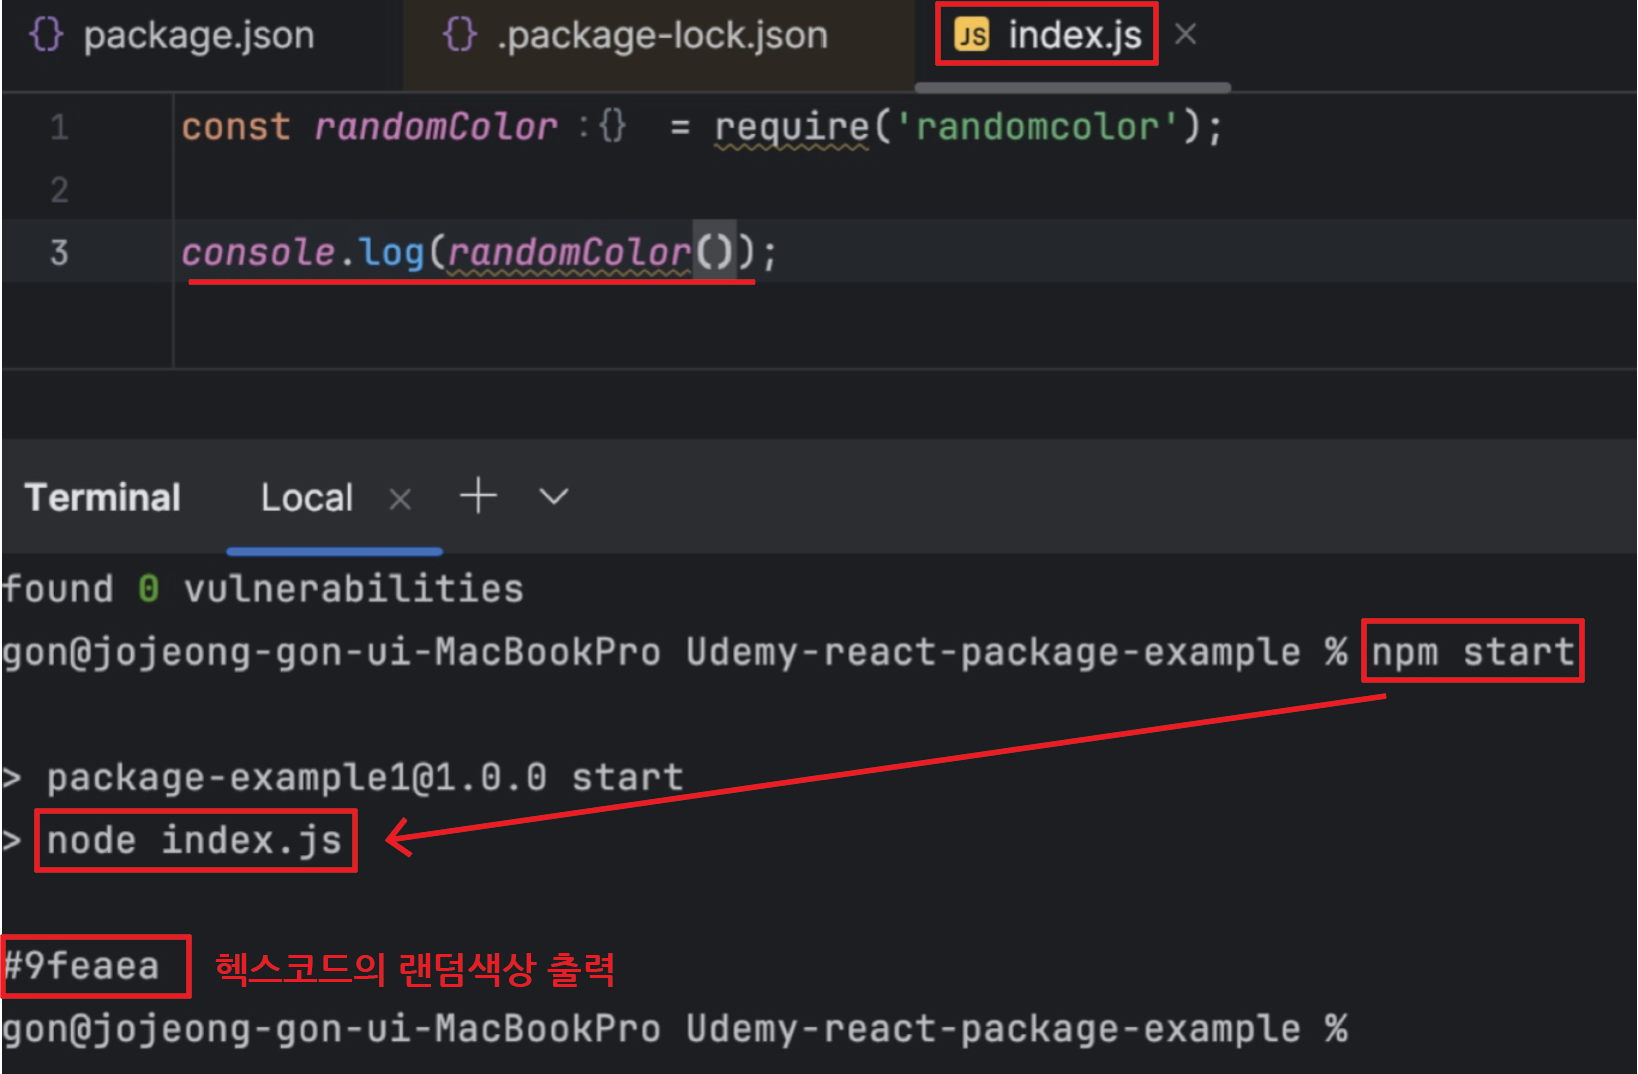 {} package.json {} .package-lock.json JS index.js ×
1 const randomColor :{} = require('randomcolor');
2
3 console.log(randomColor());
Terminal Local × +
found 0 vulnerabilities
gon@jojeong-gon-ui-MacBookPro Udemy-react-package-example % npm start
> package-example1@1.0.0 start
> node index.js
#9feaea 헥스코드의 랜덤색상 출력
gon@jojeong-gon-ui-MacBookPro Udemy-react-package-example %